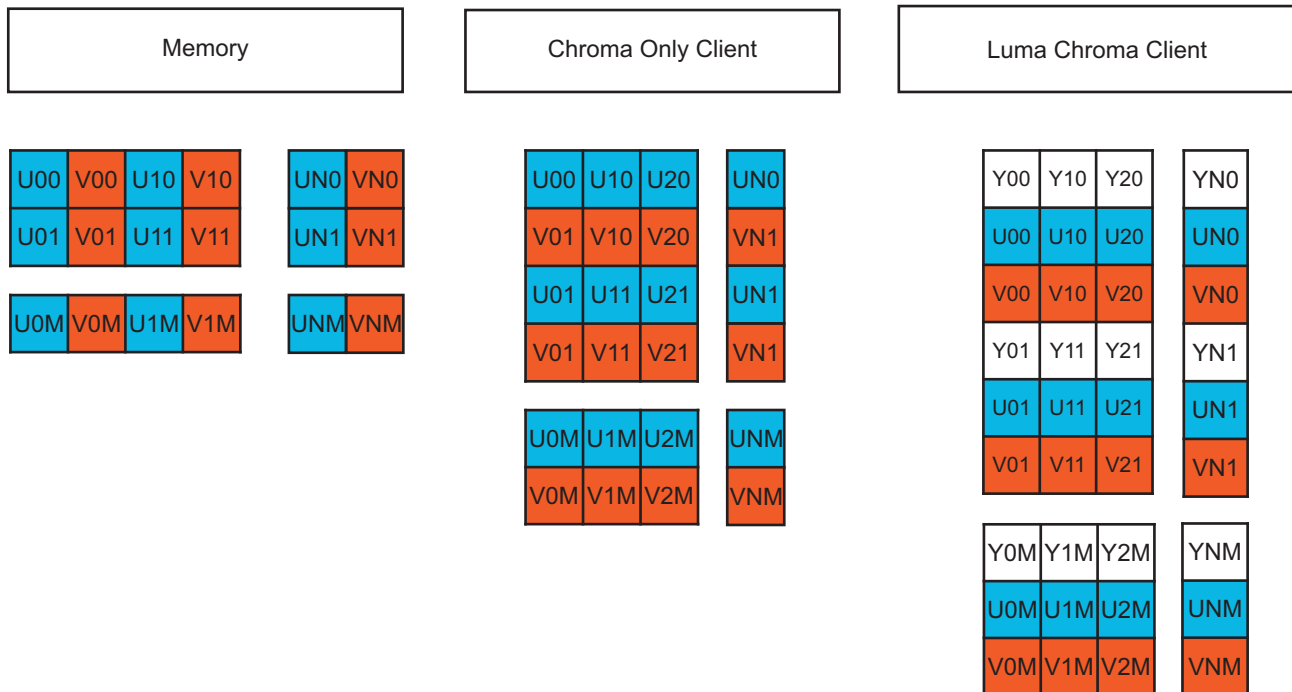 Memory
Chroma Only Client
Luma Chroma Client
U00 V00 U10 V10 UN0 VN0
U01 V01 U11 V11 UN1 VN1
U0M V0M U1M V1M UNM VNM
U00 U10 U20 UN0
V01 V10 V20 VN1
U01 U11 U21 UN1
V01 V11 V21 VN1
U0M U1M U2M UNM
V0M V1M V2M VNM
Y00 Y10 Y20 YN0
U00 U10 U20 UN0
V00 V10 V20 VN0
Y01 Y11 Y21 YN1
U01 U11 U21 UN1
V01 V11 V21 VN1
Y0M Y1M Y2M YNM
U0M U1M U2M UNM
V0M V1M V2M VNM